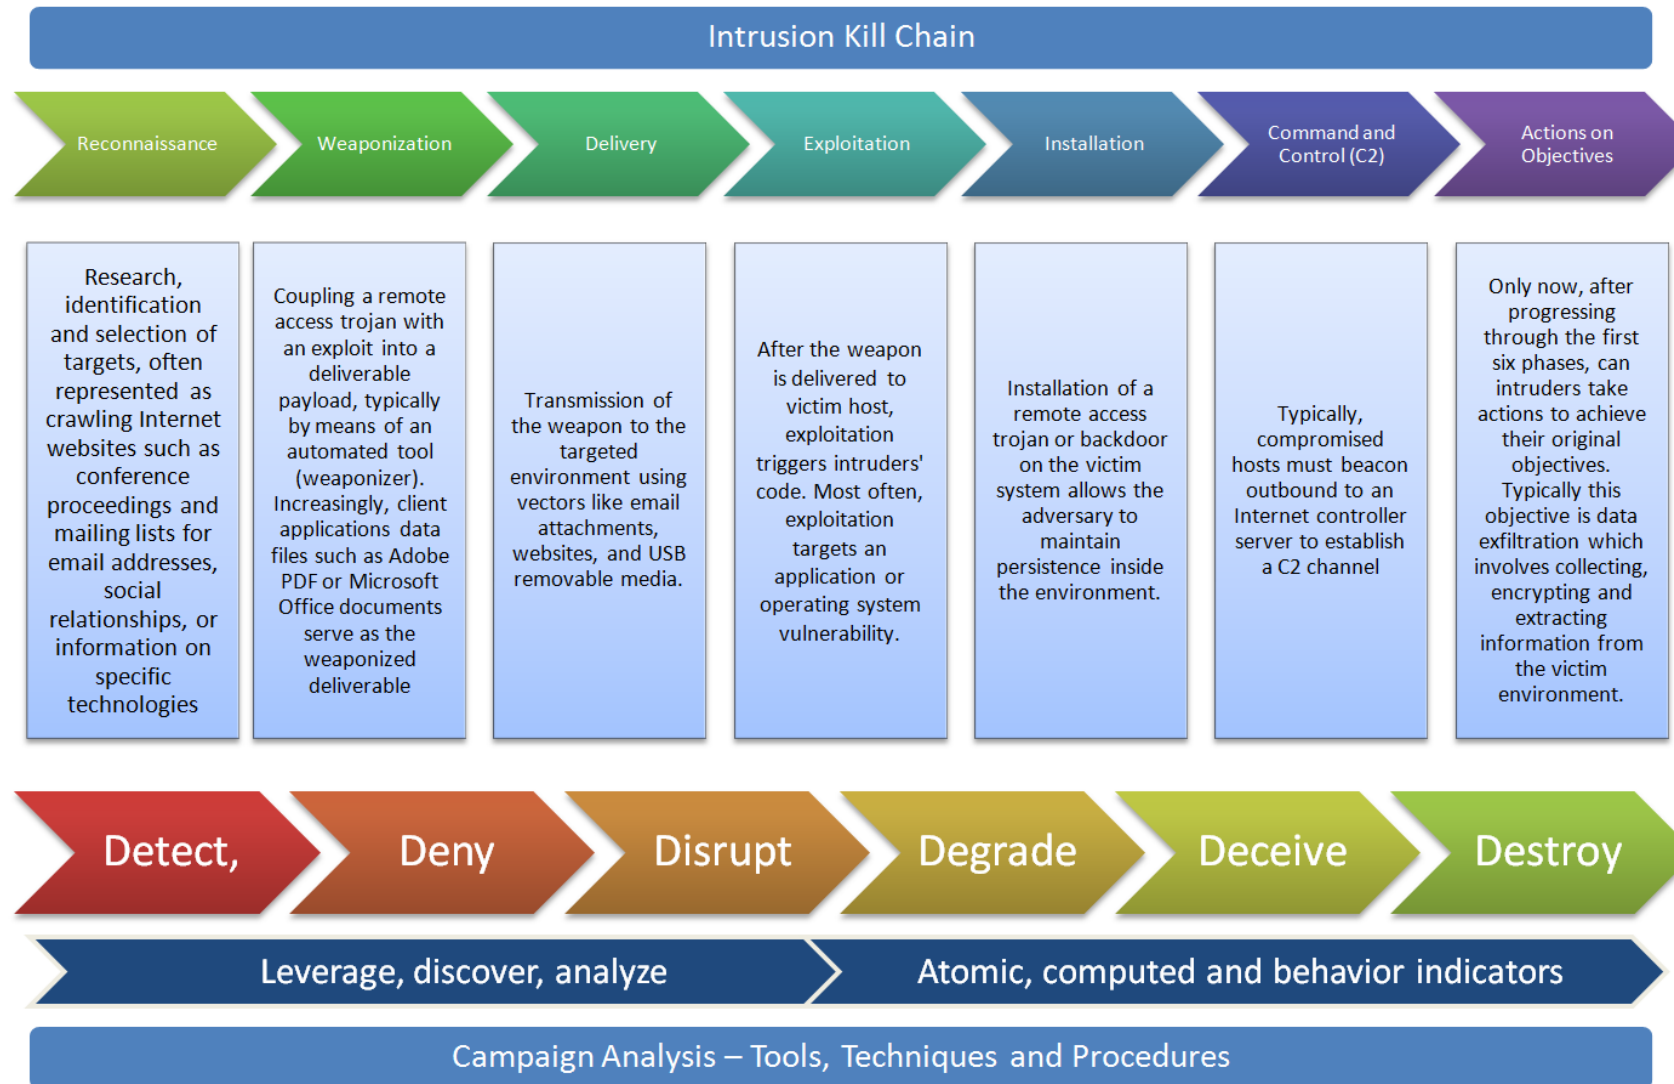 Intrusion Kill Chain
Reconnaissance
Weaponization
Delivery
Exploitation
Installation
Command and
Control (C2)
Actions on
Objectives
Research,
identification
and selection of
targets, often
represented as
crawling Internet
websites such as
conference
proceedings and
mailing lists for
email addresses,
social
relationships, or
information on
specific
technologies
Coupling a remote
access trojan with
an exploit into a
deliverable
payload, typically
by means of an
automated tool
(weaponizer).
Increasingly, client
applications data
files such as Adobe
PDF or Microsoft
Office documents
serve as the
weaponized
deliverable
Transmission of
the weapon to the
targeted
environment using
vectors like email
attachments,
websites, and USB
removable media.
After the weapon
is delivered to
victim host,
exploitation
triggers intruders'
code. Most often,
exploitation
targets an
application or
operating system
vulnerability.
Installation of a
remote access
trojan or backdoor
on the victim
system allows the
adversary to
maintain
persistence inside
the environment.
Typically,
compromised
hosts must beacon
outbound to an
Internet controller
server to establish
a C2 channel
Only now, after
progressing
through the first
six phases, can
intruders take
actions to achieve
their original
objectives.
Typically this
objective is data
exfiltration which
involves collecting,
encrypting and
extracting
information from
the victim
environment.
Detect,
Deny
Disrupt
Degrade
Deceive
Destroy
Leverage, discover, analyze
Atomic, computed and behavior indicators
Campaign Analysis – Tools, Techniques and Procedures